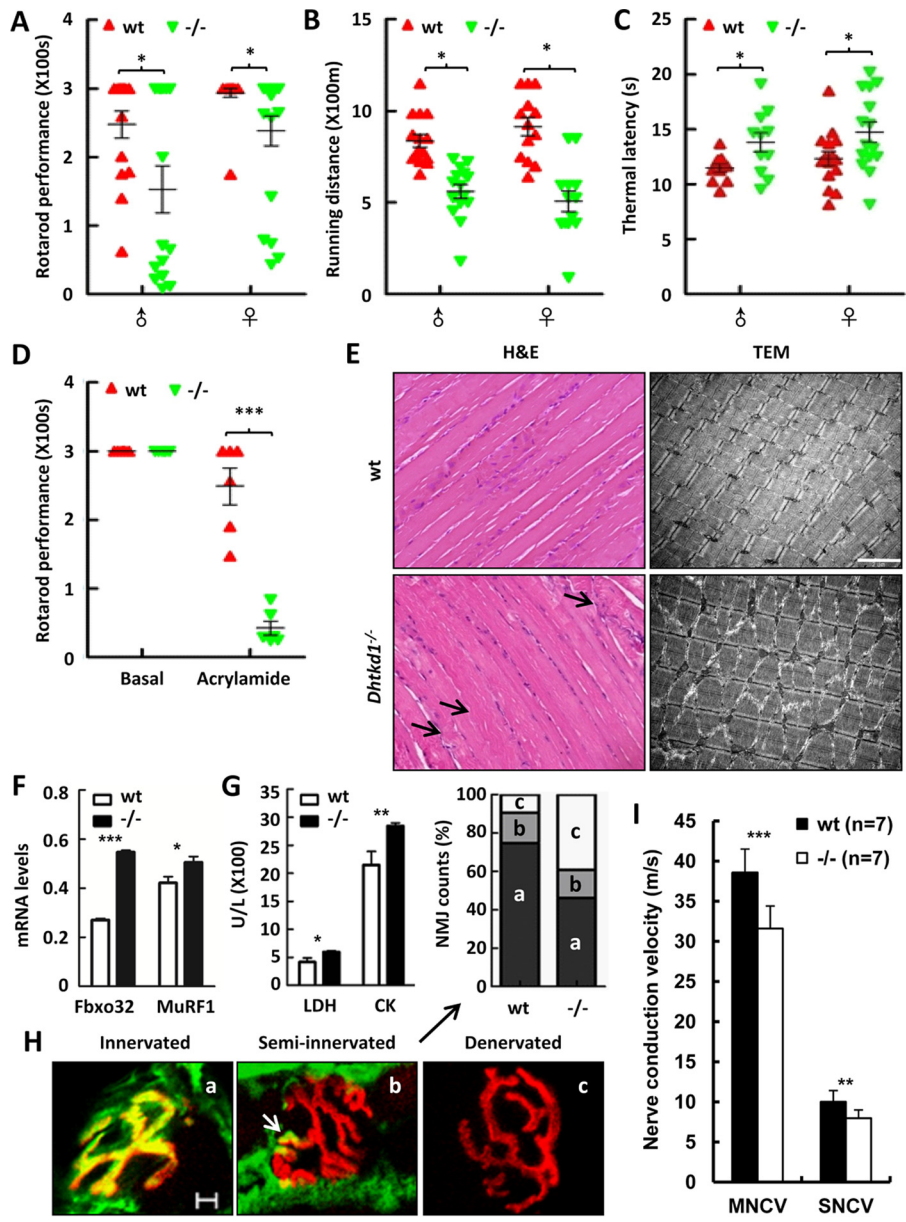 A
wt
-/-
*
*
Rotarod performance (X100s)
4
3
2
1
0
♂
♀
B
wt
-/-
*
*
Running distance (X100m)
15
10
5
0
♂
♀
C
wt
-/-
*
*
Thermal latency (s)
25
20
15
10
5
0
♂
♀
D
wt
-/-
***
Rotarod performance (X100s)
4
3
2
1
0
Basal
Acrylamide
E
H&E
TEM
wt
Dhtkd1-/-
F
wt
-/-
***
*
mRNA levels
0.6
0.4
0.2
0
Fbxo32
MuRF1
G
wt
-/-
*
**
U/L (X100)
35
30
25
20
15
10
5
0
LDH
CK
NMJ counts (%)
100
80
60
40
20
0
c
b
a
c
b
a
wt
-/-
H
Innervated
Semi-innervated
Denervated
a
b
c
I
wt (n=7)
-/- (n=7)
***
**
Nerve conduction velocity (m/s)
45
40
35
30
25
20
15
10
5
0
MNCV
SNCV